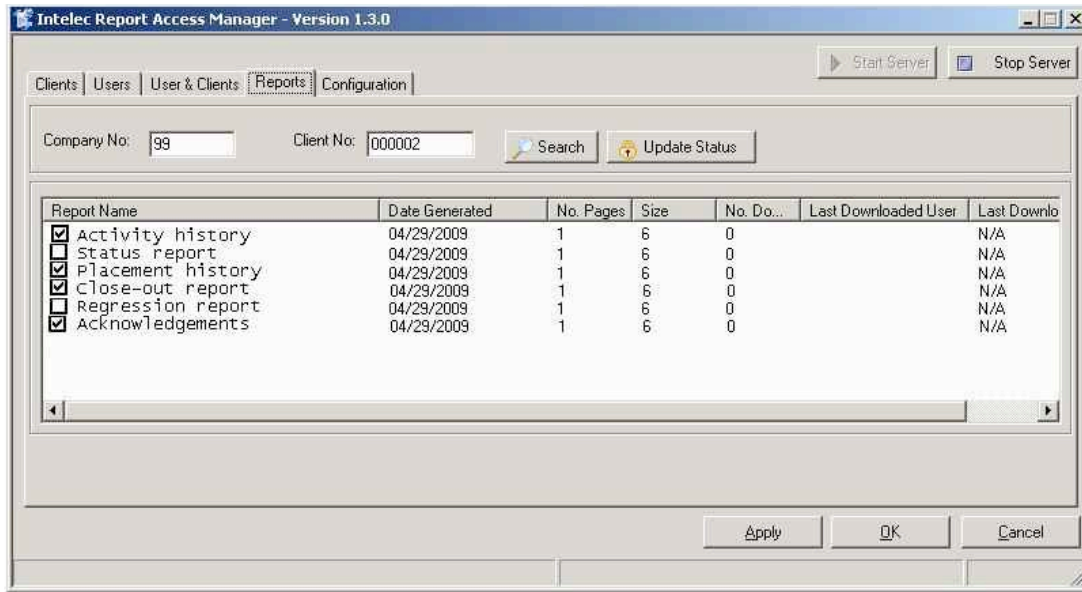 Intelec Report Access Manager - Version 1.3.0
Start Server Stop Server
Clients Users User & Clients Reports Configuration
Company No: 99 Client No: 000002 Search Update Status
Report Name Date Generated No. Pages Size No. Do... Last Downloaded User Last Downlo
Activity history 04/29/2009 1 6 0 N/A
Status report 04/29/2009 1 6 0 N/A
Placement history 04/29/2009 1 6 0 N/A
Close-out report 04/29/2009 1 6 0 N/A
Regression report 04/29/2009 1 6 0 N/A
Acknowledgements 04/29/2009 1 6 0 N/A
Apply OK Cancel